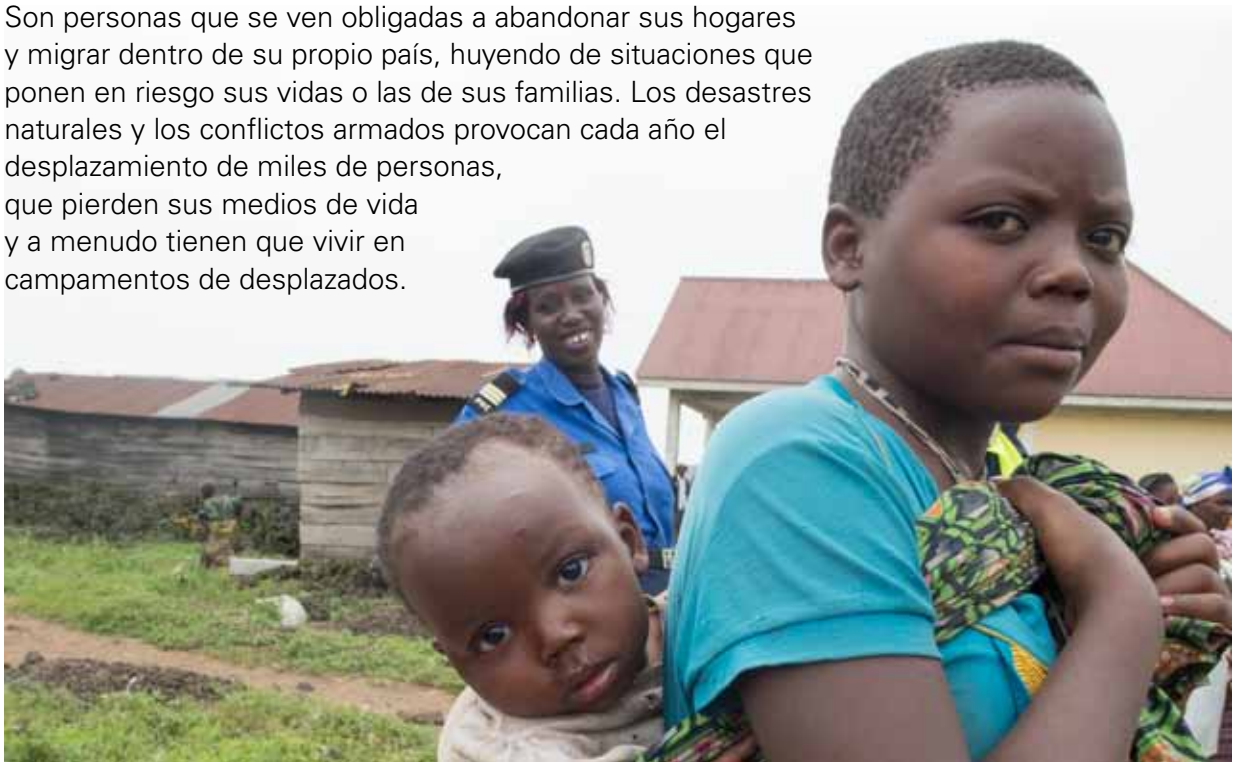 Son personas que se ven obligadas a abandonar sus hogares
y migrar dentro de su propio país, huyendo de situaciones que
ponen en riesgo sus vidas o las de sus familias. Los desastres
naturales y los conflictos armados provocan cada año el
desplazamiento de miles de personas,
que pierden sus medios de vida
y a menudo tienen que vivir en
campamentos de desplazados.